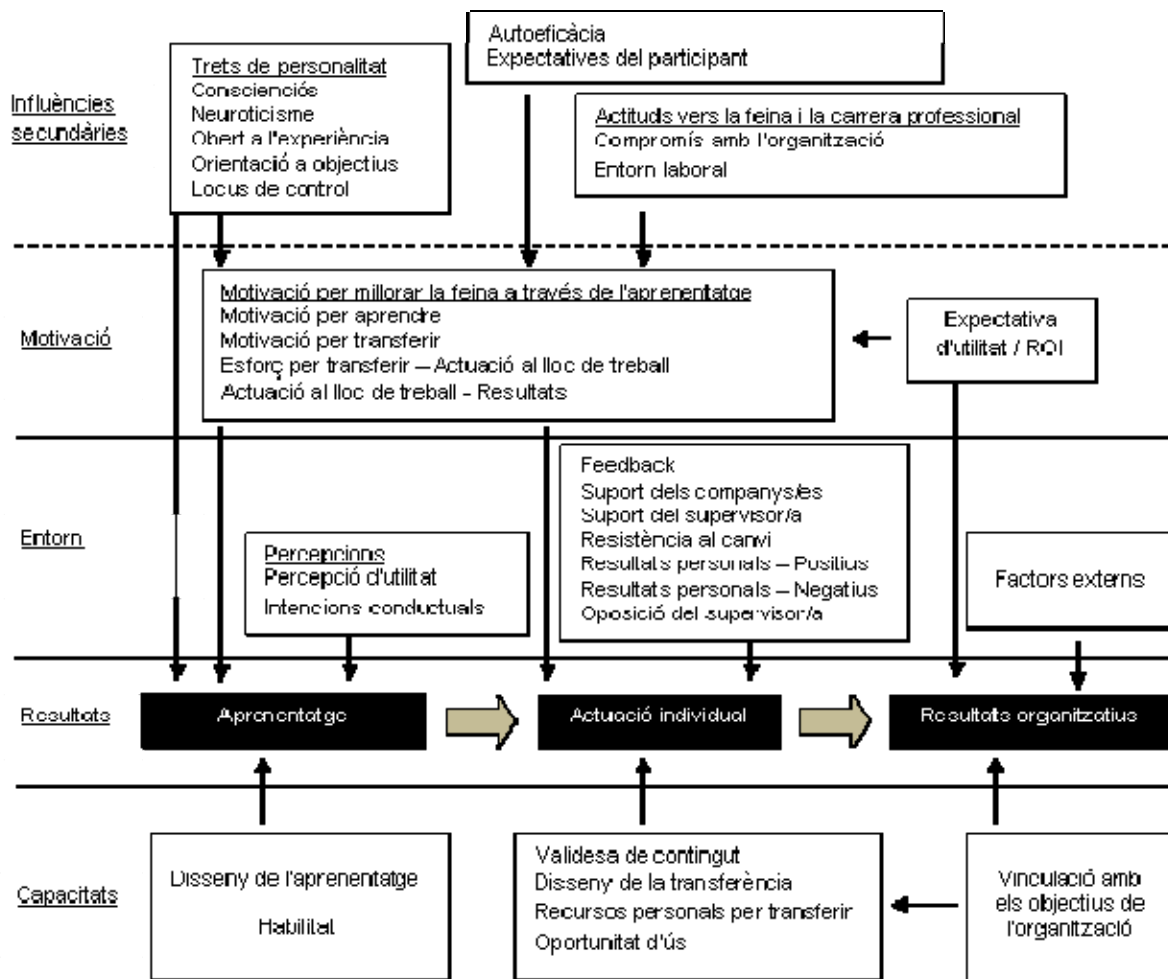 Influències
secundàries
Trets de personalitat
Conscienciós
Neuroticisme
Obert a l'experiència
Orientació a objectius
Locus de control
Autoeficàcia
Expectatives del participant
Actituds vers la feina i la carrera professional
Compromís amb l'organització
Entorn laboral
Motivació
Motivació per millorar la feina a través de l'aprenentatge
Motivació per aprendre
Motivació per transferir
Esforç per transferir – Actuació al lloc de treball
Actuació al lloc de treball - Resultats
Expectativa
d'utilitat / ROI
Entorn
Percepcions
Percepció d'utilitat
Intencions conductuals
Feedback
Suport dels companys/es
Suport del supervisor/a
Resistència al canvi
Resultats personals – Positius
Resultats personals – Negatius
Oposició del supervisor/a
Factors externs
Resultats
Aprenentatge
Actuació individual
Resultats organitzatius
Capacitats
Disseny de l'aprenentatge
Habilitat
Validesa de contingut
Disseny de la transferència
Recursos personals per transferir
Oportunitat d'ús
Vinculació amb
els objectius de
l'organització